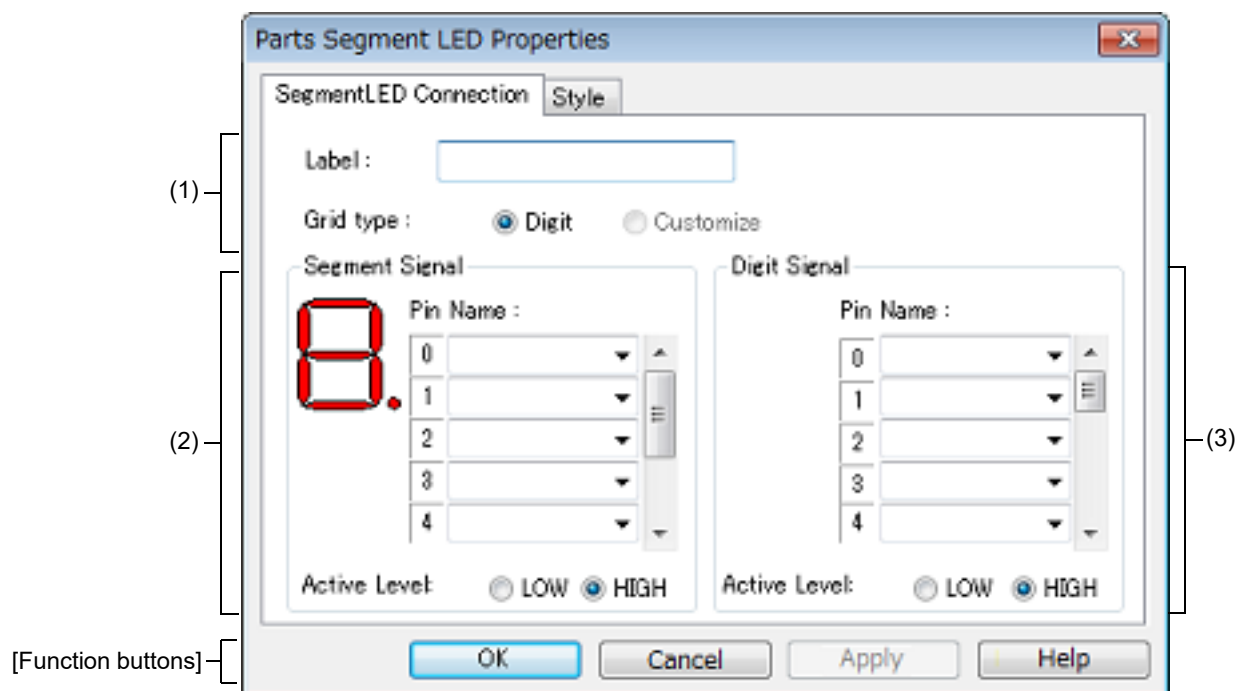 Parts Segment LED Properties
SegmentLED Connection Style
(1)
Label :
Grid type : Digit Customize
(2)
Segment Signal
Pin Name :
0
1
2
3
4
Active Level: LOW HIGH
Digit Signal
Pin Name :
0
1
2
3
4
Active Level: LOW HIGH
(3)
[Function buttons]
OK Cancel Apply Help